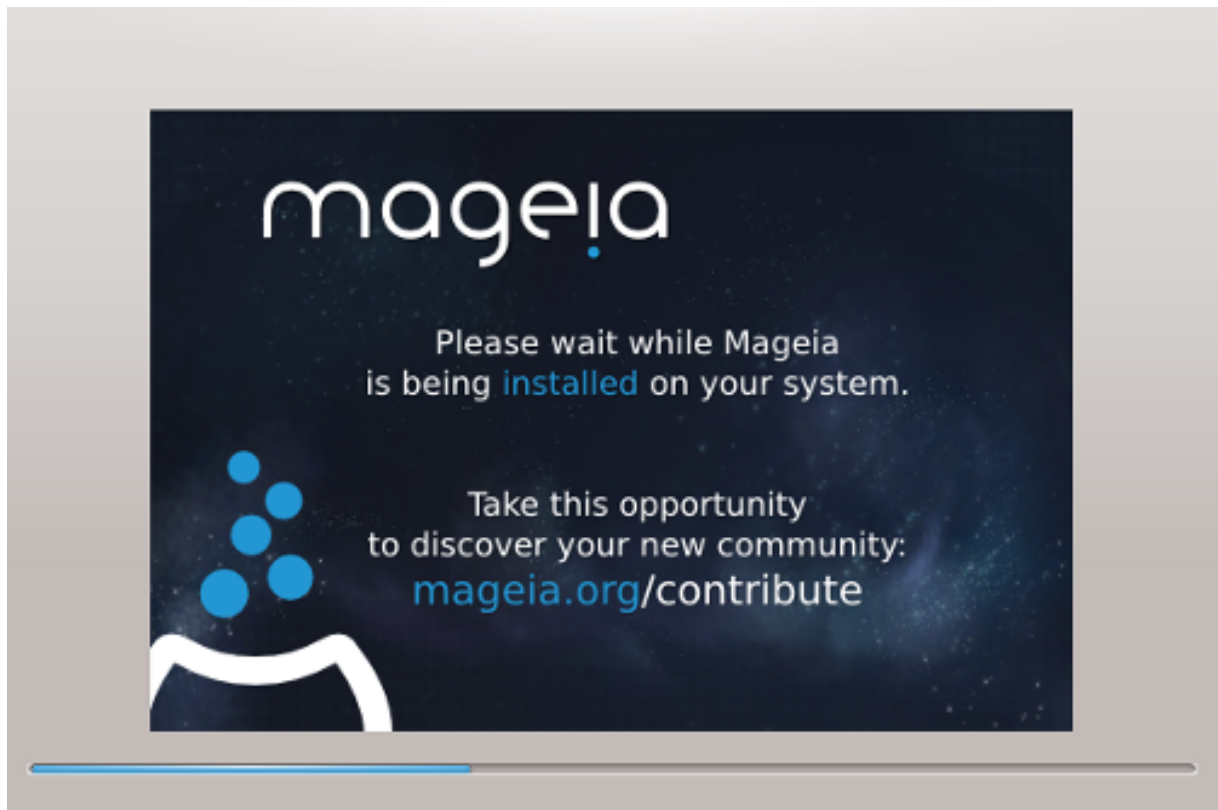 mageia
Please wait while Mageia
is being installed on your system.
Take this opportunity
to discover your new community:
mageia.org/contribute